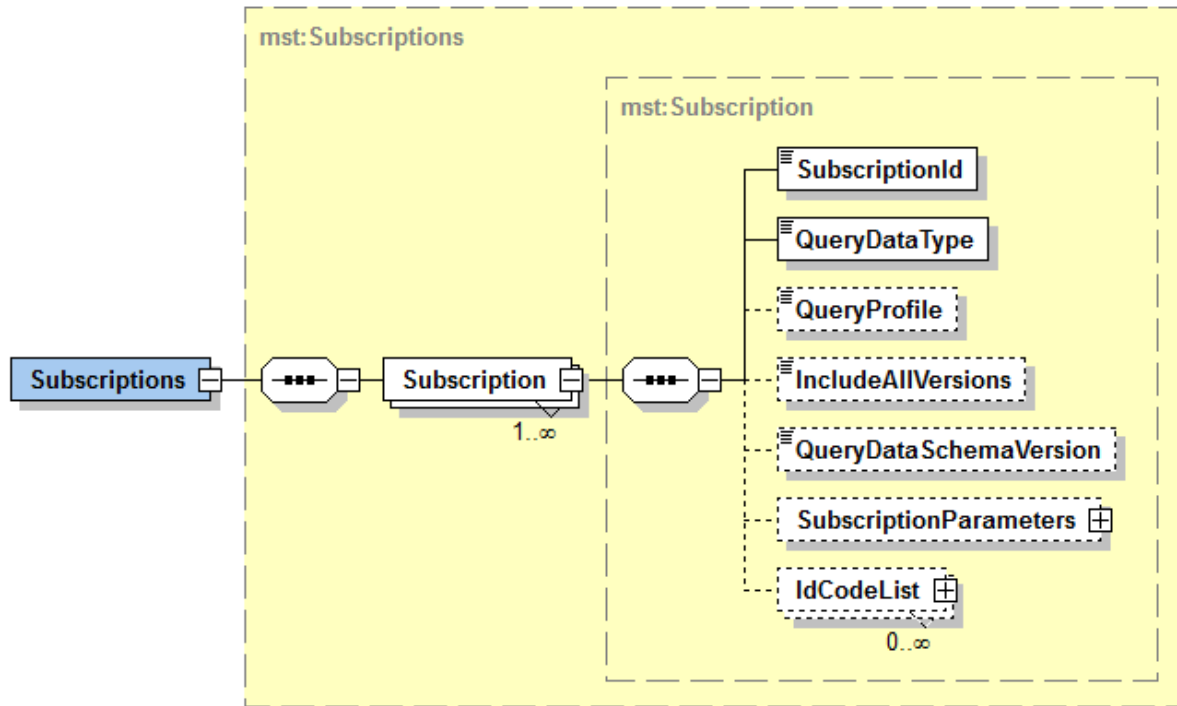 mst:Subscriptions
mst:Subscription
SubscriptionId
QueryDataType
QueryProfile
Subscriptions
Subscription
IncludeAllVersions
1..∞
QueryDataSchemaVersion
SubscriptionParameters
IdCodeList
0..∞